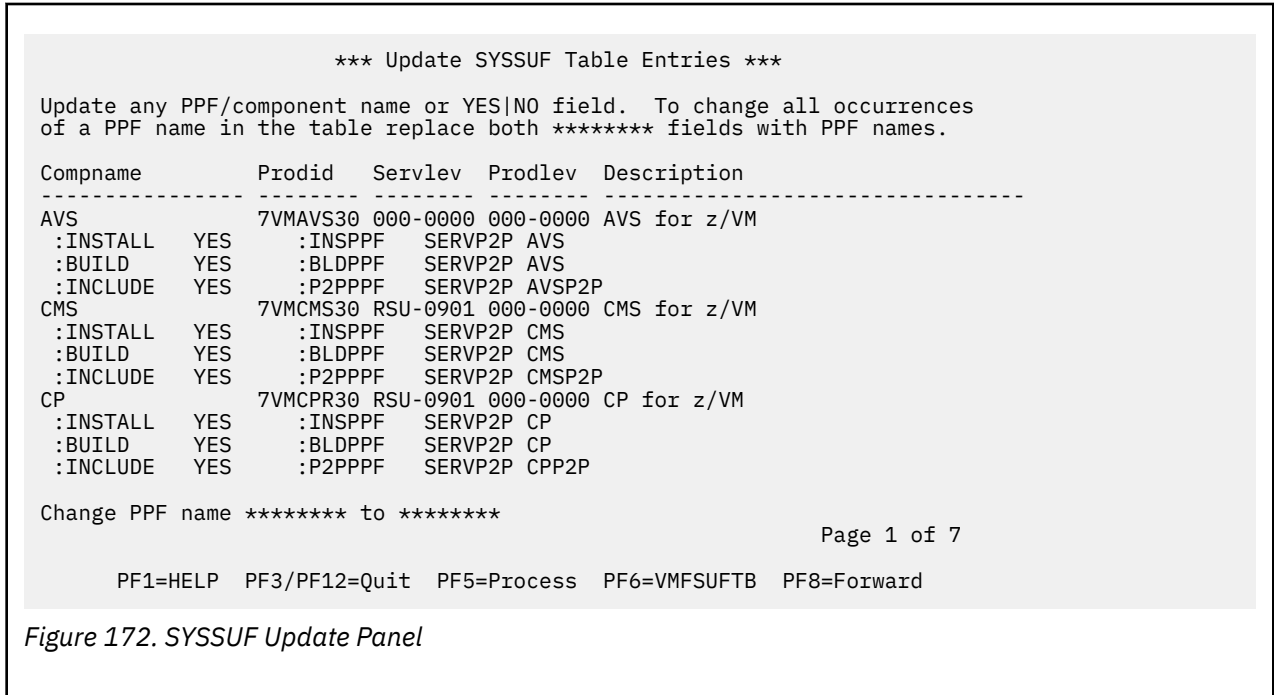 *** Update SYSSUF Table Entries ***
Update any PPF/component name or YES|NO field.  To change all occurrences
of a PPF name in the table replace both ******** fields with PPF names.
Compname         Prodid   Servlev  Prodlev  Description
---------------- -------- -------- -------- ---------------------------------
AVS              7VMAVS30 000-0000 000-0000 AVS for z/VM
:INSTALL   YES     :INSPPF   SERVP2P AVS
:BUILD     YES     :BLDPPF   SERVP2P AVS
:INCLUDE   YES     :P2PPPF   SERVP2P AVSP2P
CMS              7VMCMS30 RSU-0901 000-0000 CMS for z/VM
:INSTALL   YES     :INSPPF   SERVP2P CMS
:BUILD     YES     :BLDPPF   SERVP2P CMS
:INCLUDE   YES     :P2PPPF   SERVP2P CMSP2P
CP               7VMCPR30 RSU-0901 000-0000 CP for z/VM
:INSTALL   YES     :INSPPF   SERVP2P CP
:BUILD     YES     :BLDPPF   SERVP2P CP
:INCLUDE   YES     :P2PPPF   SERVP2P CPP2P
Change PPF name ******** to ********
Page 1 of 7
PF1=HELP  PF3/PF12=Quit  PF5=Process  PF6=VMFSUFTB  PF8=Forward
Figure 172. SYSSUF Update Panel